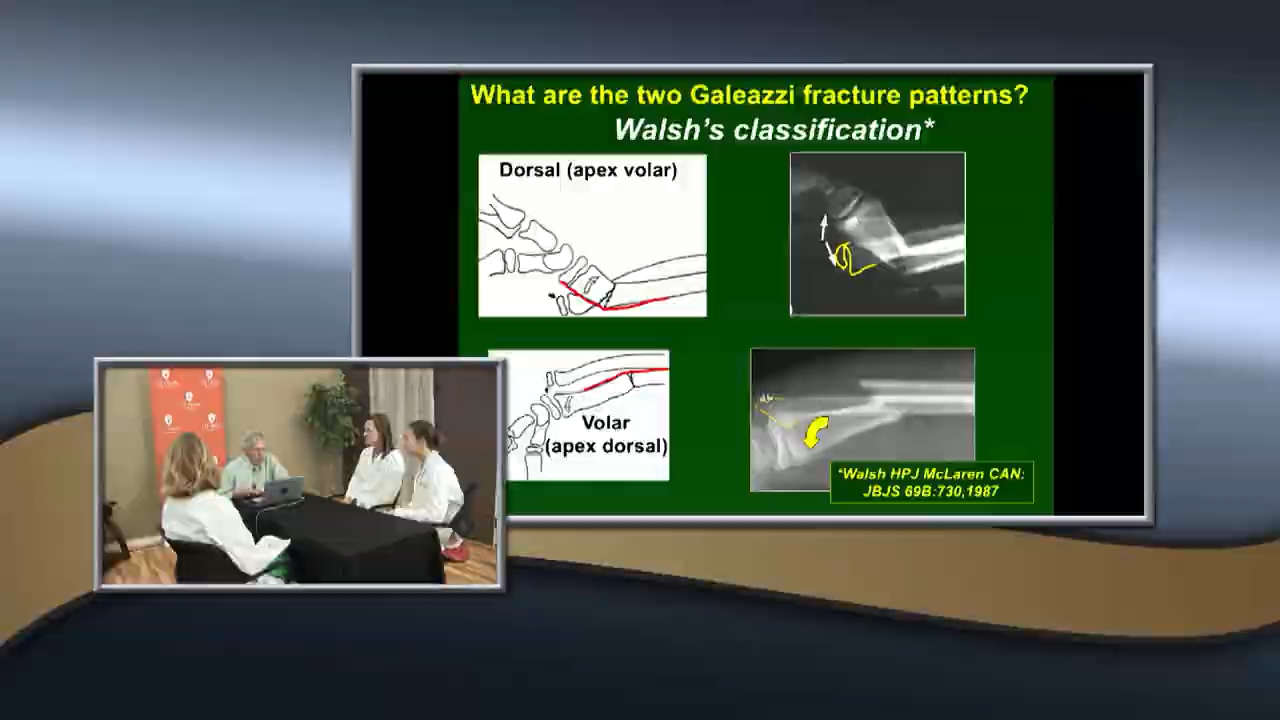 What are the two Galeazzi fracture patterns?
Walsh's classification*
Dorsal (apex volar)
Volar
(apex dorsal)
*Walsh HPJ McLaren CAN:
JBJS 69B:730,1987